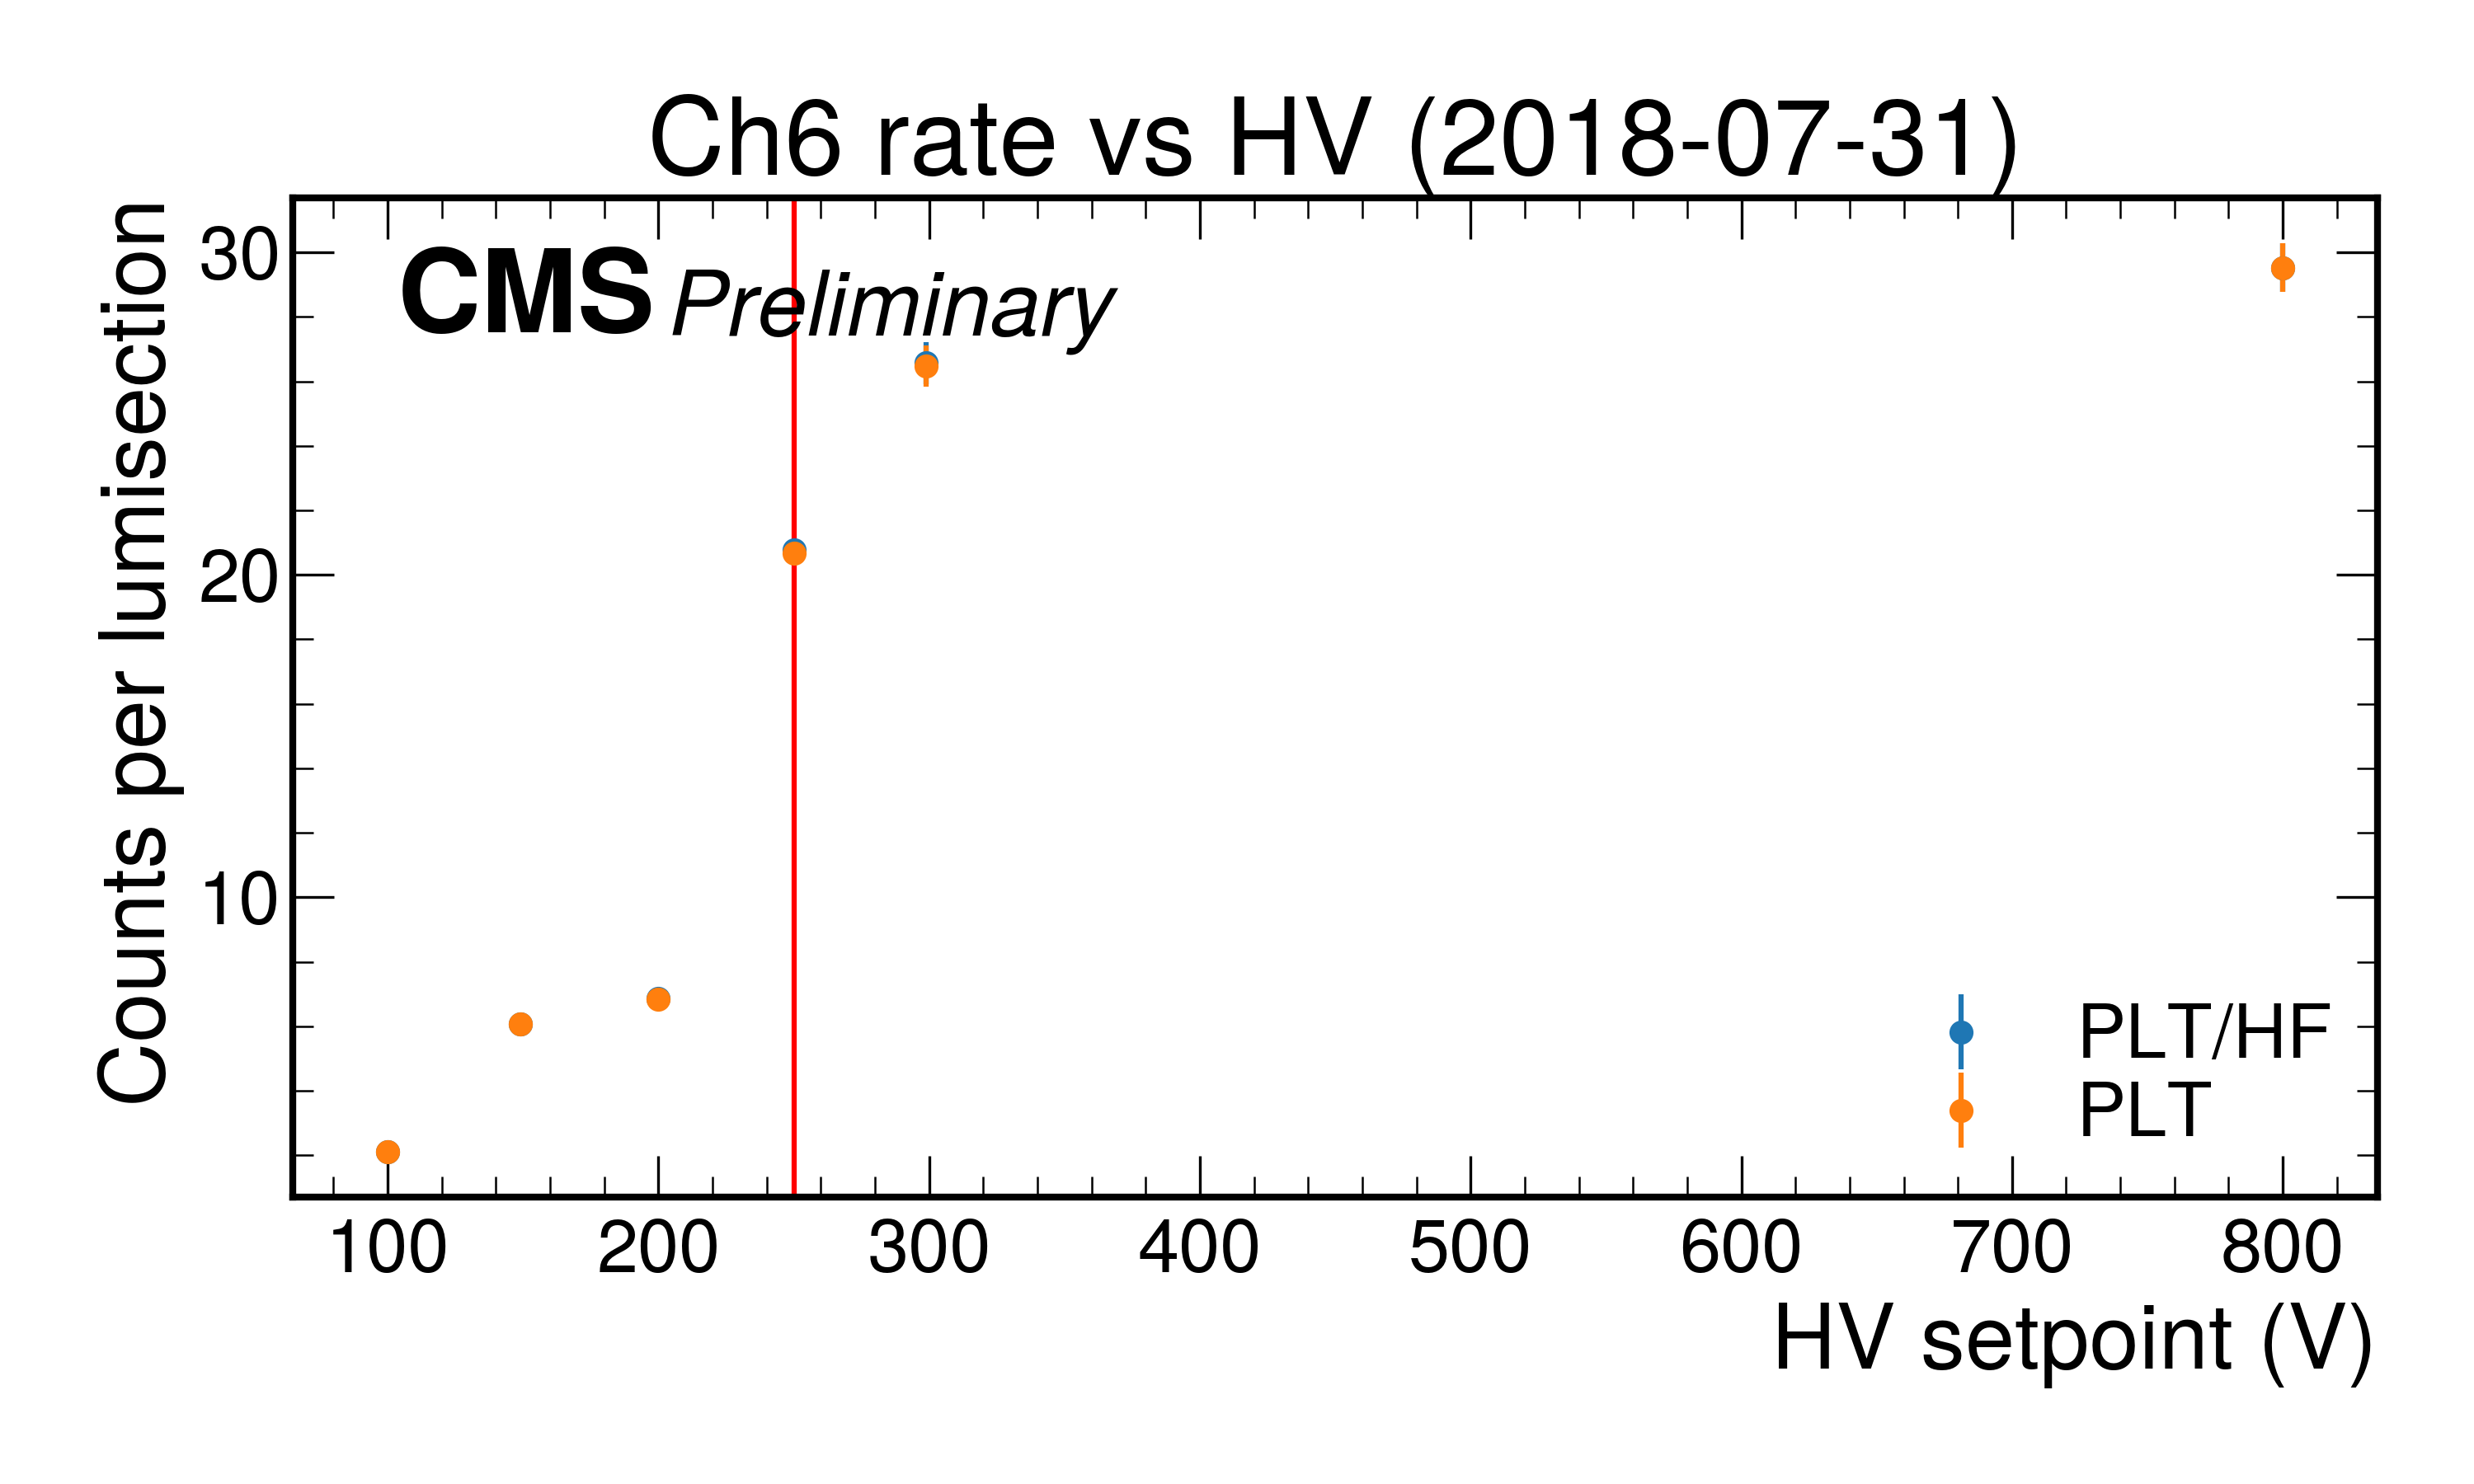 Ch6 rate vs HV (2018-07-31)
CMS Preliminary
Counts per lumisection
30
20
10
PLT/HF
PLT
100 200 300 400 500 600 700 800
HV setpoint (V)